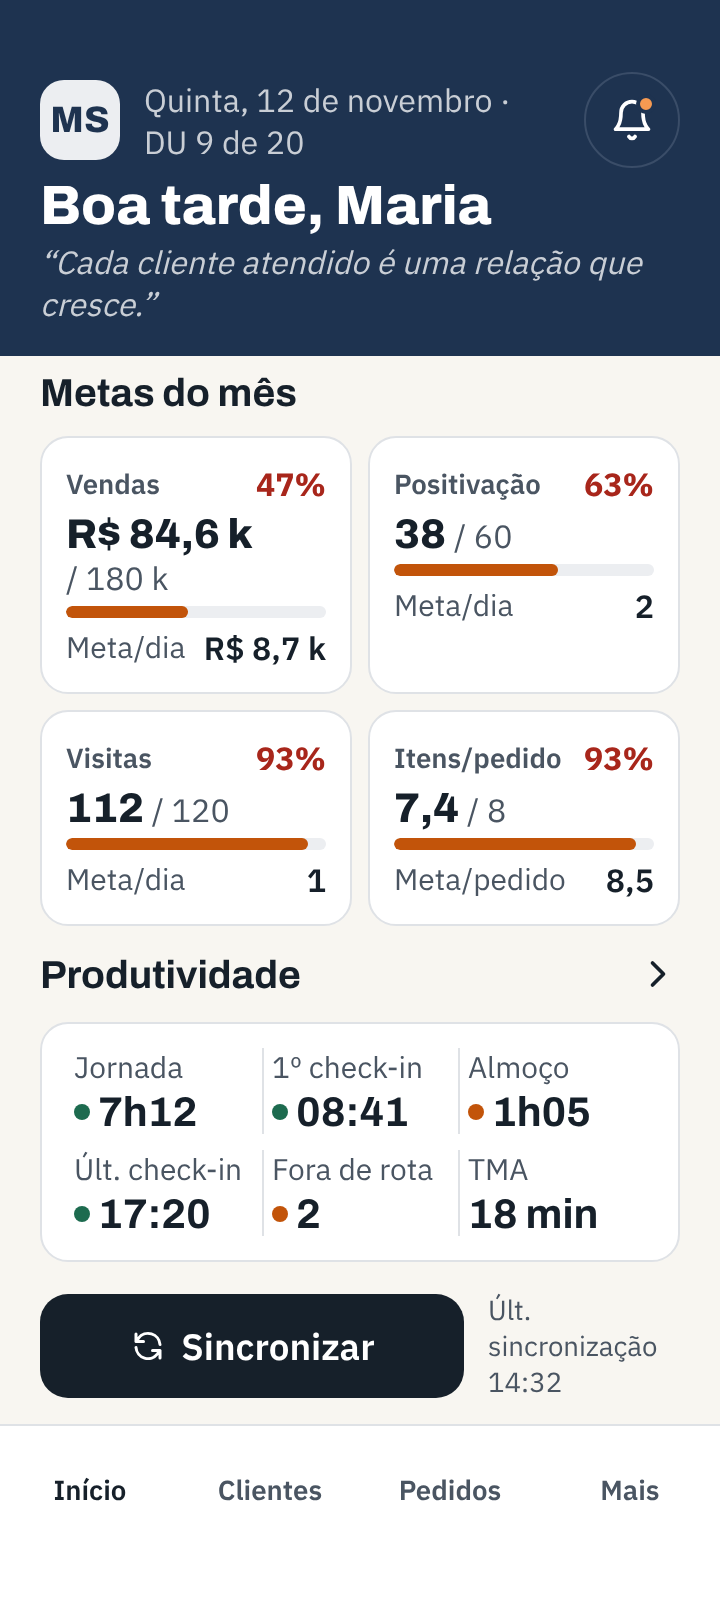 MS
Quinta, 12 de novembro ·
DU 9 de 20
Boa tarde, Maria
“Cada cliente atendido é uma relação que
cresce.”
Metas do mês
Vendas 47%
R$ 84,6 k
/ 180 k
Meta/dia R$ 8,7 k
Positivação 63%
38 / 60
Meta/dia 2
Visitas 93%
112 / 120
Meta/dia 1
Itens/pedido 93%
7,4 / 8
Meta/pedido 8,5
Produtividade
Jornada
7h12
1º check-in
08:41
Almoço
1h05
Últ. check-in
17:20
Fora de rota
2
TMA
18 min
Sincronizar
Últ.
sincronização
14:32
Início
Clientes
Pedidos
Mais